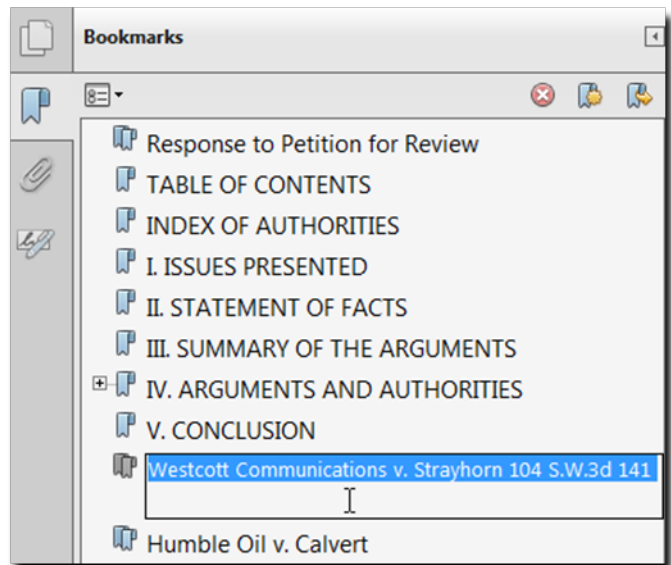 Bookmarks
Response to Petition for Review
TABLE OF CONTENTS
INDEX OF AUTHORITIES
I. ISSUES PRESENTED
II. STATEMENT OF FACTS
III. SUMMARY OF THE ARGUMENTS
IV. ARGUMENTS AND AUTHORITIES
V. CONCLUSION
Westcott Communications v. Strayhorn 104 S.W.3d 141
Humble Oil v. Calvert